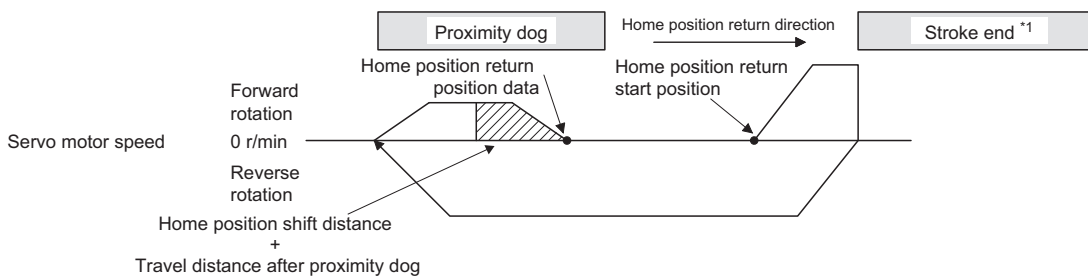 Proximity dog
Home position return direction
Stroke end *1
Home position return
position data
Home position return
start position
Forward
rotation
Servo motor speed
0 r/min
Reverse
rotation
Home position shift distance
+
Travel distance after proximity dog